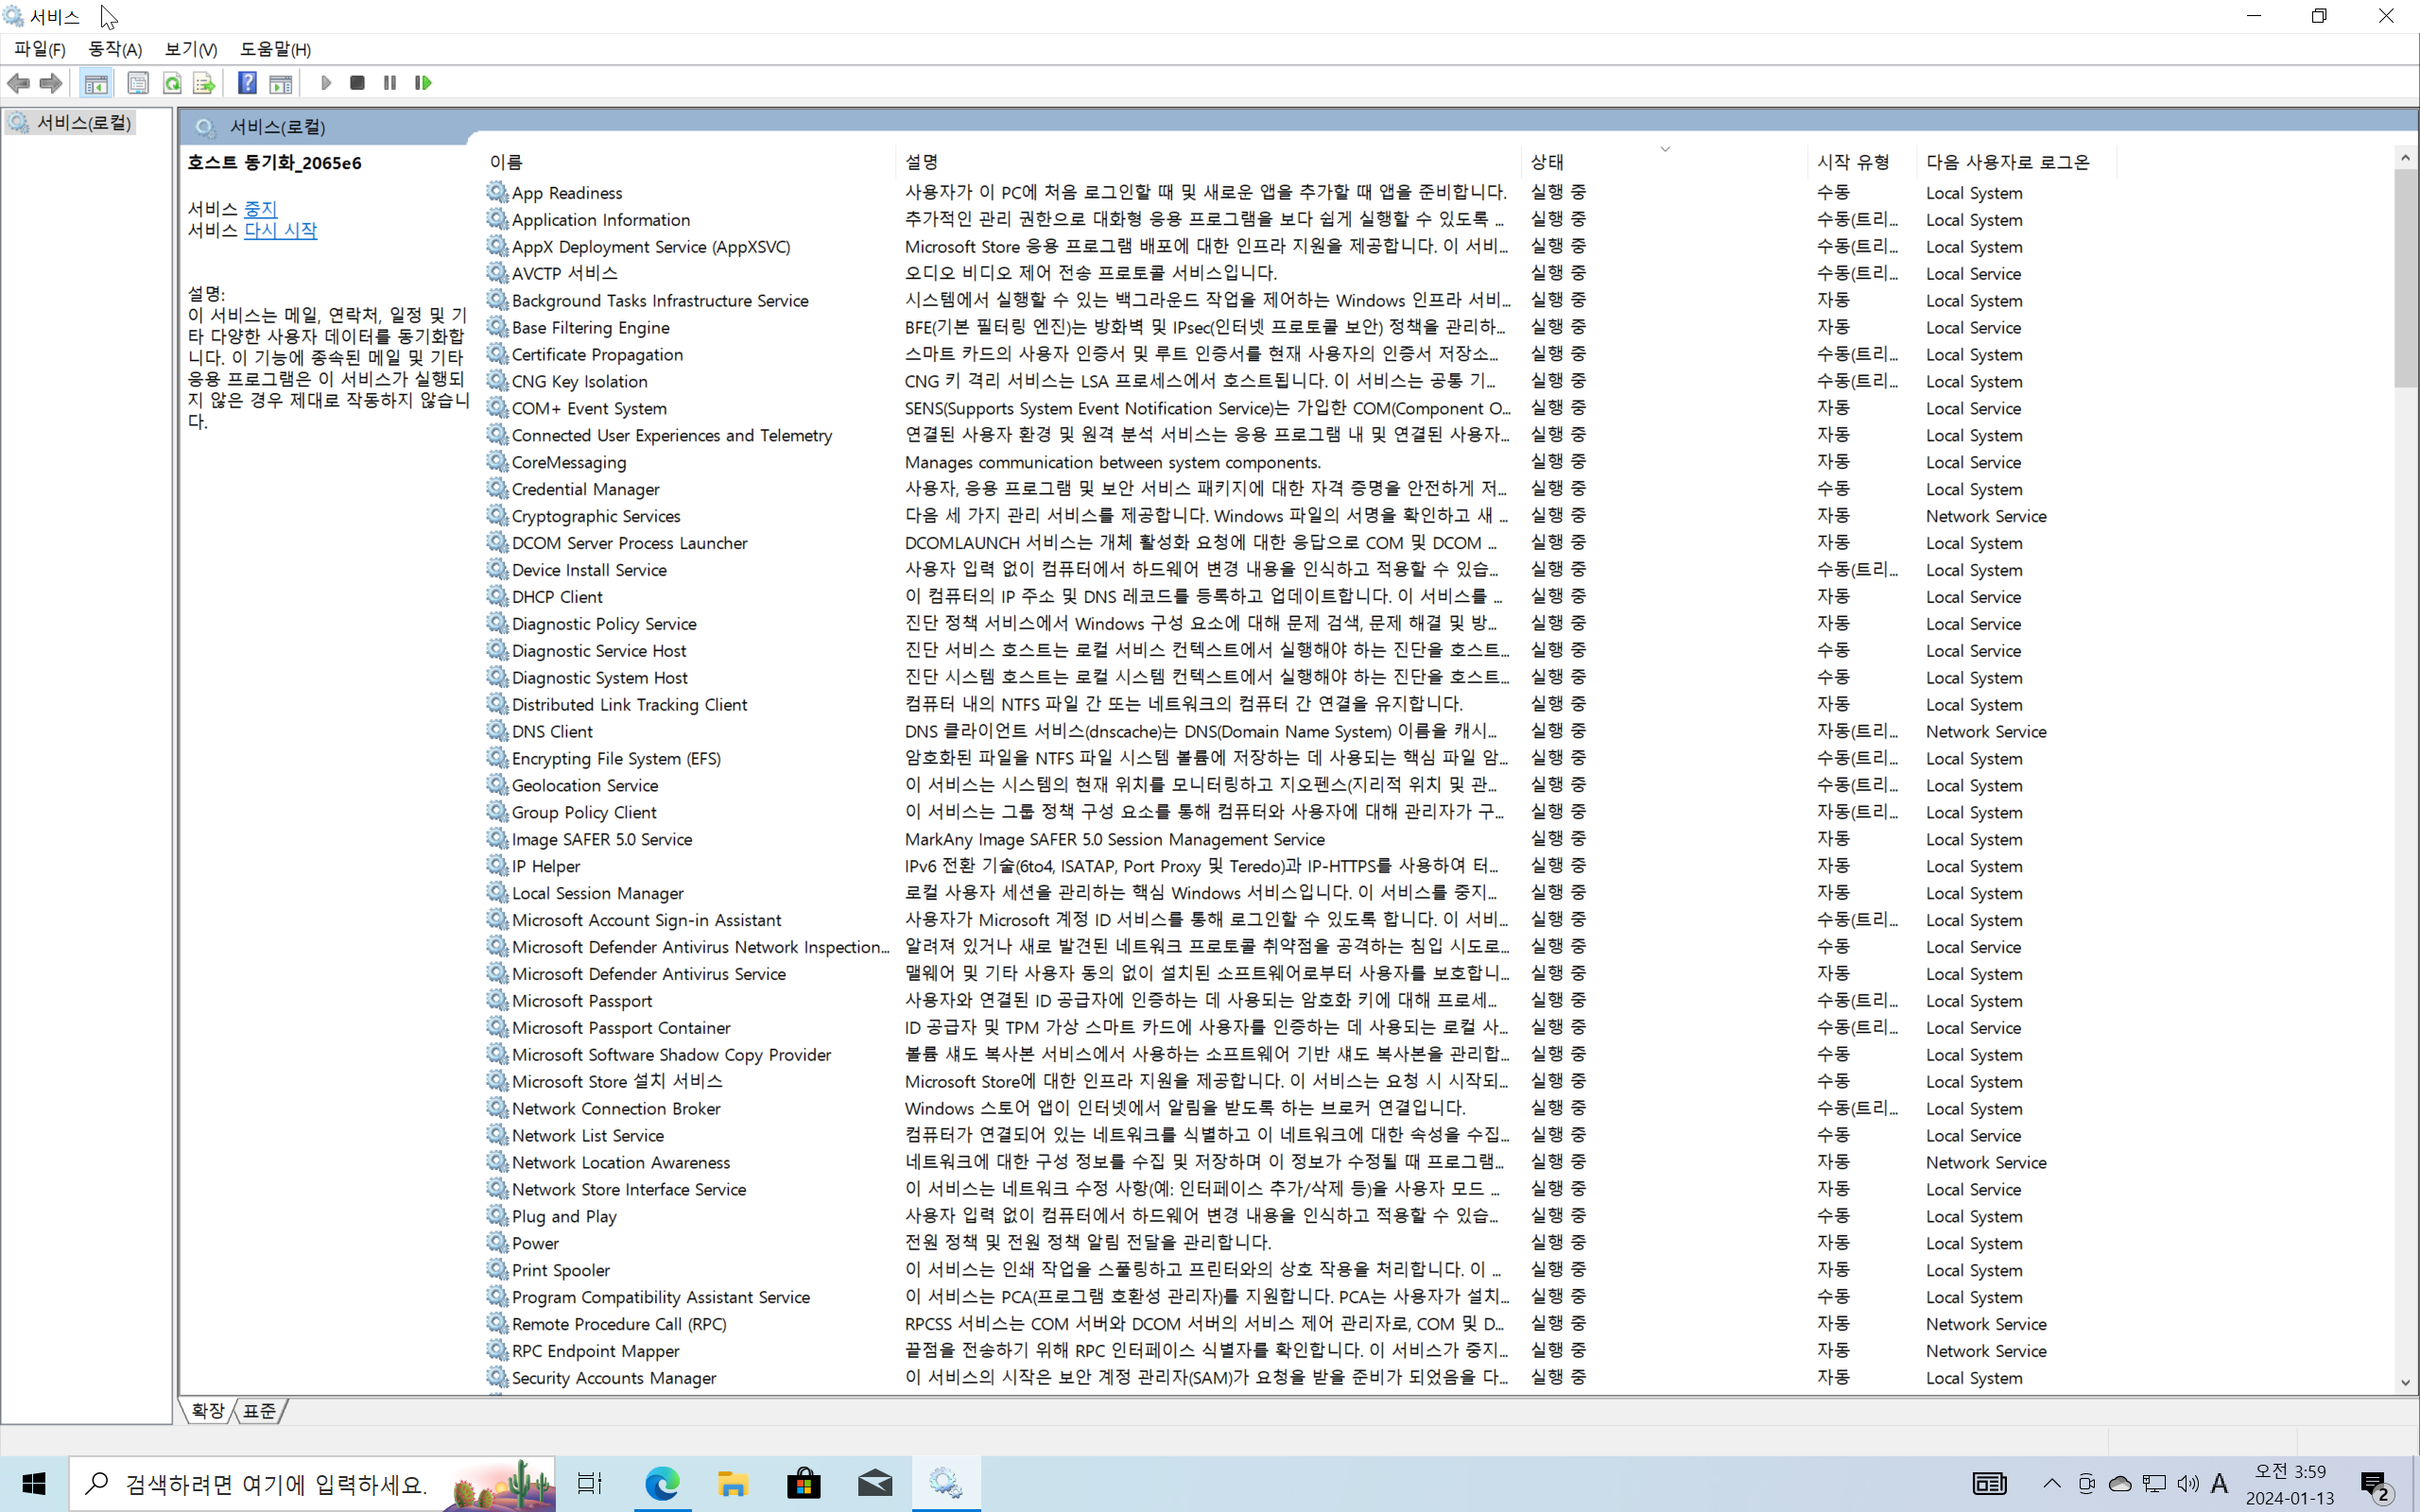 서비스
파일(F) 동작(A) 보기(V) 도움말(H)
서비스(로컬)
서비스(로컬)
호스트 동기화_2065e6
서비스 중지
서비스 다시 시작
설명:
이 서비스는 메일, 연락처, 일정 및 기
타 다양한 사용자 데이터를 동기화합
니다. 이 기능에 종속된 메일 및 기타
응용 프로그램은 이 서비스가 실행되
지 않은 경우 제대로 작동하지 않습니
다.
이름 설명 상태 시작 유형 다음 사용자로 로그온
App Readiness 사용자가 이 PC에 처음 로그인할 때 및 새로운 앱을 추가할 때 앱을 준비합니다. 실행 중 수동 Local System
Application Information 추가적인 관리 권한으로 대화형 응용 프로그램을 보다 쉽게 실행할 수 있도록 ... 실행 중 수동(트리... Local System
AppX Deployment Service (AppXSVC) Microsoft Store 응용 프로그램 배포에 대한 인프라 지원을 제공합니다. 이 서비... 실행 중 수동(트리... Local System
AVCTP 서비스 오디오 비디오 제어 전송 프로토콜 서비스입니다. 실행 중 수동(트리... Local Service
Background Tasks Infrastructure Service 시스템에서 실행할 수 있는 백그라운드 작업을 제어하는 Windows 인프라 서비... 실행 중 자동 Local System
Base Filtering Engine BFE(기본 필터링 엔진)는 방화벽 및 IPsec(인터넷 프로토콜 보안) 정책을 관리하... 실행 중 자동 Local Service
Certificate Propagation 스마트 카드의 사용자 인증서 및 루트 인증서를 현재 사용자의 인증서 저장소... 실행 중 수동(트리... Local System
CNG Key Isolation CNG 키 격리 서비스는 LSA 프로세스에서 호스트됩니다. 이 서비스는 공통 기... 실행 중 수동(트리... Local System
COM+ Event System SENS(Supports System Event Notification Service)는 가입한 COM(Component O... 실행 중 자동 Local Service
Connected User Experiences and Telemetry 연결된 사용자 환경 및 원격 분석 서비스는 응용 프로그램 내 및 연결된 사용자... 실행 중 자동 Local System
CoreMessaging Manages communication between system components. 실행 중 자동 Local Service
Credential Manager 사용자, 응용 프로그램 및 보안 서비스 패키지에 대한 자격 증명을 안전하게 저... 실행 중 수동 Local System
Cryptographic Services 다음 세 가지 관리 서비스를 제공합니다. Windows 파일의 서명을 확인하고 새 ... 실행 중 자동 Network Service
DCOM Server Process Launcher DCOMLAUNCH 서비스는 개체 활성화 요청에 대한 응답으로 COM 및 DCOM ... 실행 중 자동 Local System
Device Install Service 사용자 입력 없이 컴퓨터에서 하드웨어 변경 내용을 인식하고 적용할 수 있습... 실행 중 수동(트리... Local System
DHCP Client 이 컴퓨터의 IP 주소 및 DNS 레코드를 등록하고 업데이트합니다. 이 서비스를 ... 실행 중 자동 Local Service
Diagnostic Policy Service 진단 정책 서비스에서 Windows 구성 요소에 대해 문제 검색, 문제 해결 및 방... 실행 중 자동 Local Service
Diagnostic Service Host 진단 서비스 호스트는 로컬 서비스 컨텍스트에서 실행해야 하는 진단을 호스트... 실행 중 수동 Local Service
Diagnostic System Host 진단 시스템 호스트는 로컬 시스템 컨텍스트에서 실행해야 하는 진단을 호스트... 실행 중 수동 Local System
Distributed Link Tracking Client 컴퓨터 내의 NTFS 파일 간 또는 네트워크의 컴퓨터 간 연결을 유지합니다. 실행 중 자동 Local System
DNS Client DNS 클라이언트 서비스(dnscache)는 DNS(Domain Name System) 이름을 캐시... 실행 중 자동(트리... Network Service
Encrypting File System (EFS) 암호화된 파일을 NTFS 파일 시스템 볼륨에 저장하는 데 사용되는 핵심 파일 암... 실행 중 수동(트리... Local System
Geolocation Service 이 서비스는 시스템의 현재 위치를 모니터링하고 지오펜스(지리적 위치 및 관... 실행 중 수동(트리... Local System
Group Policy Client 이 서비스는 그룹 정책 구성 요소를 통해 컴퓨터와 사용자에 대해 관리자가 구... 실행 중 자동(트리... Local System
Image SAFER 5.0 Service MarkAny Image SAFER 5.0 Session Management Service 실행 중 자동 Local System
IP Helper IPv6 전환 기술(6to4, ISATAP, Port Proxy 및 Teredo)과 IP-HTTPS를 사용하여 터... 실행 중 자동 Local System
Local Session Manager 로컬 사용자 세션을 관리하는 핵심 Windows 서비스입니다. 이 서비스를 중지... 실행 중 자동 Local System
Microsoft Account Sign-in Assistant 사용자가 Microsoft 계정 ID 서비스를 통해 로그인할 수 있도록 합니다. 이 서비... 실행 중 수동(트리... Local System
Microsoft Defender Antivirus Network Inspection... 알려져 있거나 새로 발견된 네트워크 프로토콜 취약점을 공격하는 침입 시도로... 실행 중 수동 Local Service
Microsoft Defender Antivirus Service 맬웨어 및 기타 사용자 동의 없이 설치된 소프트웨어로부터 사용자를 보호합니... 실행 중 자동 Local System
Microsoft Passport 사용자와 연결된 ID 공급자에 인증하는 데 사용되는 암호화 키에 대해 프로세... 실행 중 수동(트리... Local System
Microsoft Passport Container ID 공급자 및 TPM 가상 스마트 카드에 사용자를 인증하는 데 사용되는 로컬 사... 실행 중 수동(트리... Local Service
Microsoft Software Shadow Copy Provider 볼륨 섀도 복사본 서비스에서 사용하는 소프트웨어 기반 섀도 복사본을 관리합... 실행 중 수동 Local System
Microsoft Store 설치 서비스 Microsoft Store에 대한 인프라 지원을 제공합니다. 이 서비스는 요청 시 시작되... 실행 중 수동 Local System
Network Connection Broker Windows 스토어 앱이 인터넷에서 알림을 받도록 하는 브로커 연결입니다. 실행 중 수동(트리... Local System
Network List Service 컴퓨터가 연결되어 있는 네트워크를 식별하고 이 네트워크에 대한 속성을 수집... 실행 중 수동 Local Service
Network Location Awareness 네트워크에 대한 구성 정보를 수집 및 저장하며 이 정보가 수정될 때 프로그램... 실행 중 자동 Network Service
Network Store Interface Service 이 서비스는 네트워크 수정 사항(예: 인터페이스 추가/삭제 등)을 사용자 모드 ... 실행 중 자동 Local Service
Plug and Play 사용자 입력 없이 컴퓨터에서 하드웨어 변경 내용을 인식하고 적용할 수 있습... 실행 중 수동 Local System
Power 전원 정책 및 전원 정책 알림 전달을 관리합니다. 실행 중 자동 Local System
Print Spooler 이 서비스는 인쇄 작업을 스풀링하고 프린터와의 상호 작용을 처리합니다. 이 ... 실행 중 자동 Local System
Program Compatibility Assistant Service 이 서비스는 PCA(프로그램 호환성 관리자)를 지원합니다. PCA는 사용자가 설치... 실행 중 수동 Local System
Remote Procedure Call (RPC) RPCSS 서비스는 COM 서버와 DCOM 서버의 서비스 제어 관리자로, COM 및 D... 실행 중 자동 Network Service
RPC Endpoint Mapper 끝점을 전송하기 위해 RPC 인터페이스 식별자를 확인합니다. 이 서비스가 중지... 실행 중 자동 Network Service
Security Accounts Manager 이 서비스의 시작은 보안 계정 관리자(SAM)가 요청을 받을 준비가 되었음을 다... 실행 중 자동 Local System
확장 표준
검색하려면 여기에 입력하세요.
A
오전 3:59
2024-01-13
2